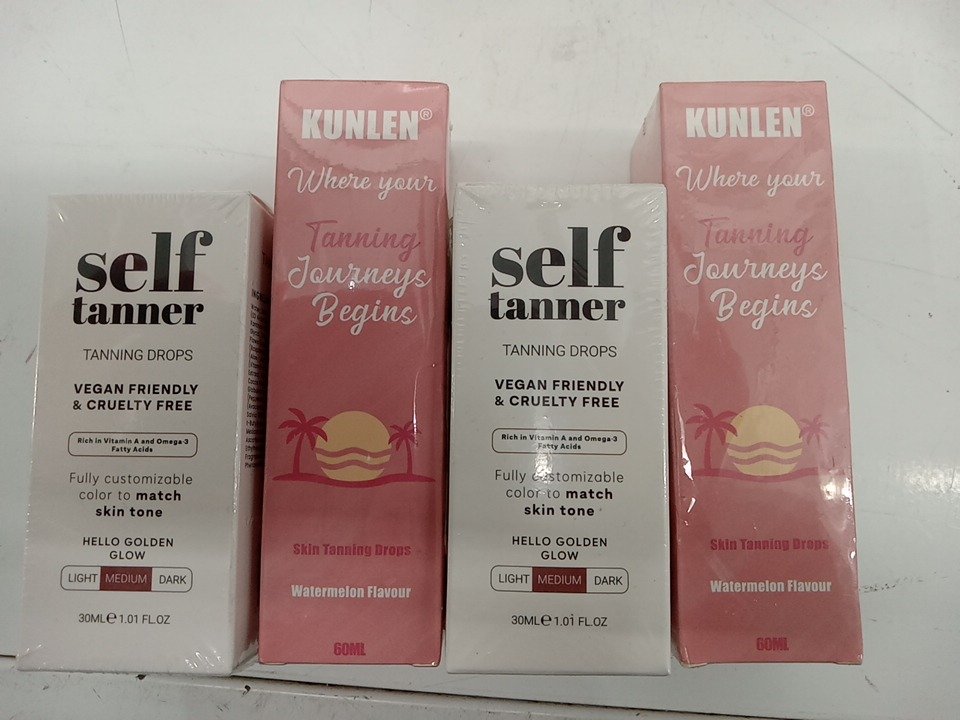 self
tanner
TANNING DROPS
VEGAN FRIENDLY
& CRUELTY FREE
Rich in Vitamin A and Omega-3
Fatty Acids
Fully customizable
color to match
skin tone
HELLO GOLDEN
GLOW
LIGHT MEDIUM DARK
30ML℮1.01 FL.OZ
KUNLEN®
Where your
Tanning
Journeys
Begins
Skin Tanning Drops
Watermelon Flavour
60ML
self
tanner
TANNING DROPS
VEGAN FRIENDLY
& CRUELTY FREE
Rich in Vitamin A and Omega-3
Fatty Acids
Fully customizable
color to match
skin tone
HELLO GOLDEN
GLOW
LIGHT MEDIUM DARK
30ML℮1.01 FL.OZ
KUNLEN®
Where your
Tanning
Journeys
Begins
Skin Tanning Drops
Watermelon Flavour
60ML